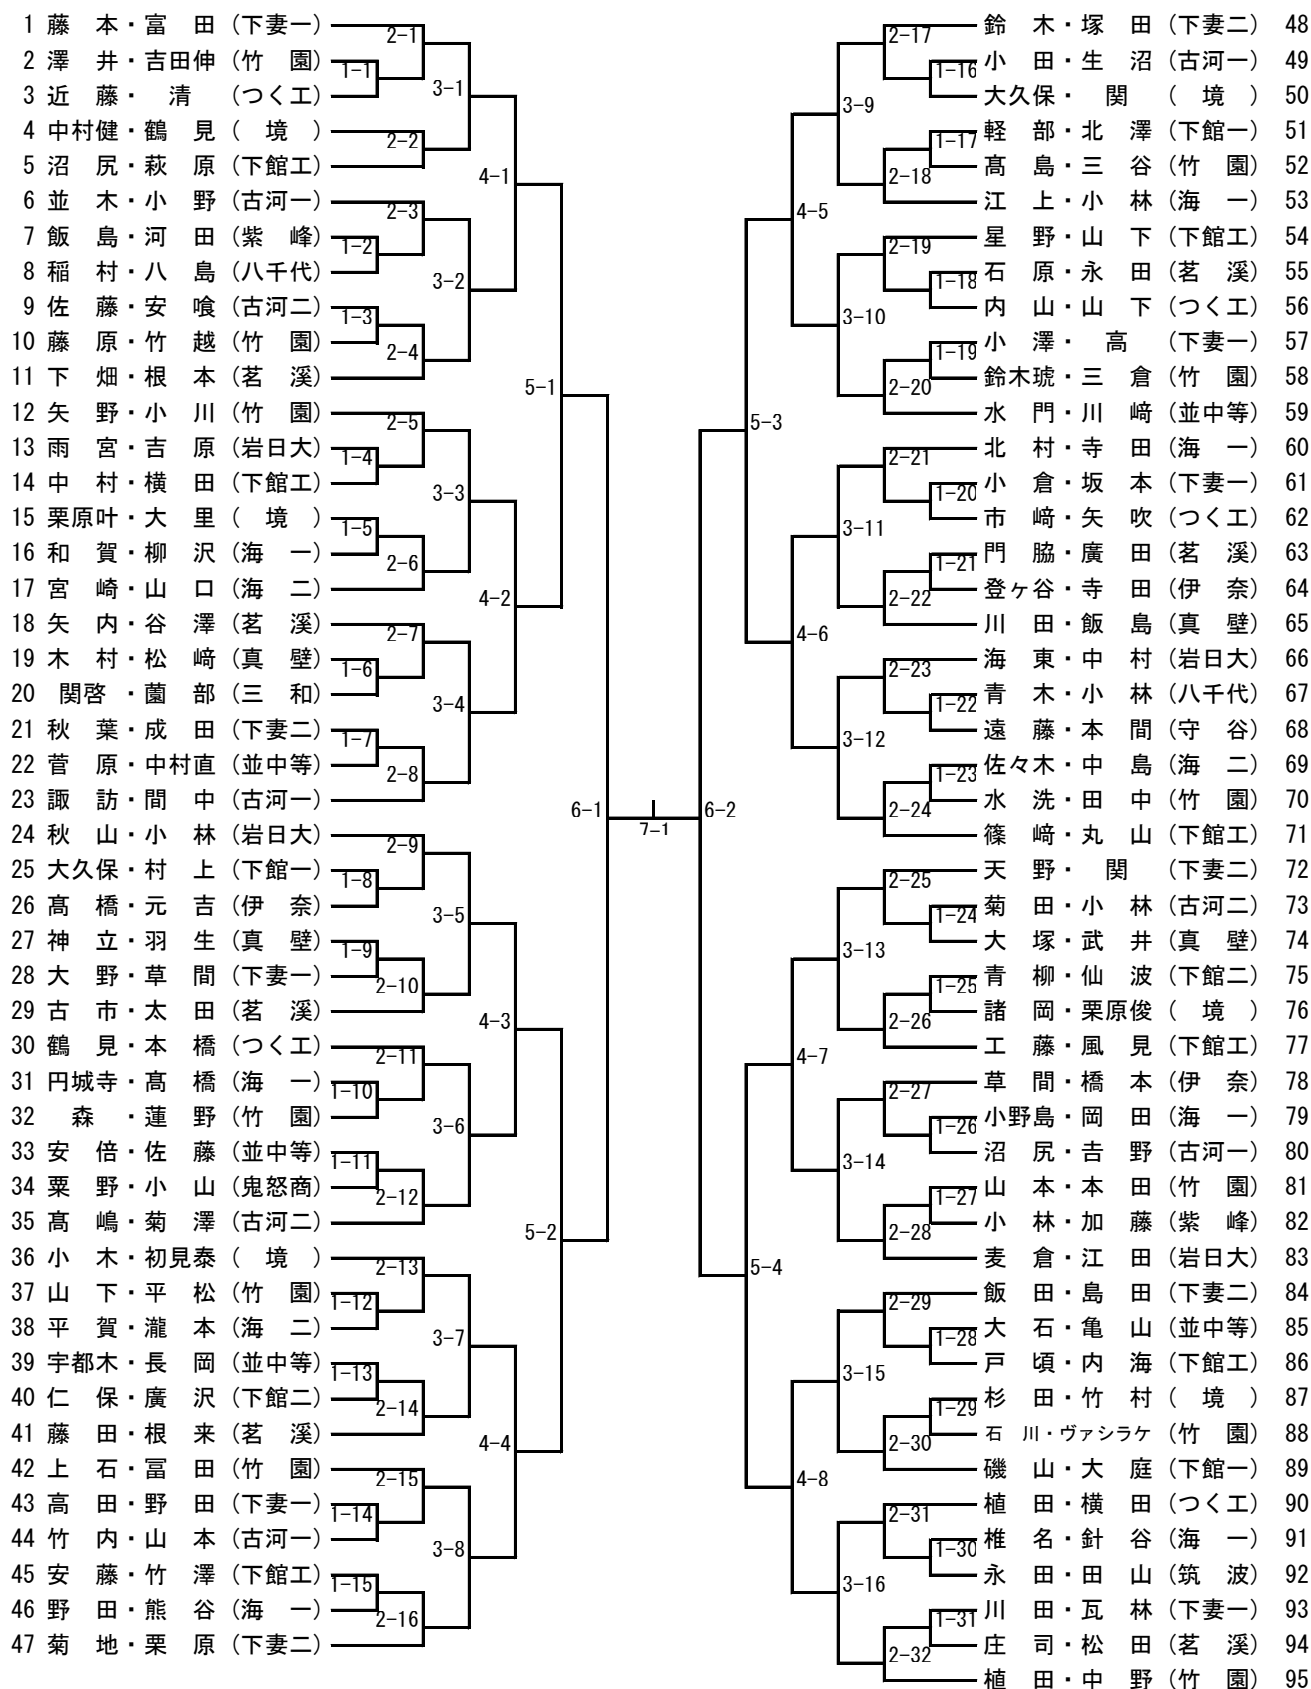 1 藤　本・富　田 (下妻一)
2 澤　井・吉田伸 (竹　園)
3 近　藤・　清　 (つく工)
4 中村健・鶴　見 (　境　)
5 沼　尻・萩　原 (下館工)
6 並　木・小　野 (古河一)
7 飯　島・河　田 (紫　峰)
8 稲　村・八　島 (八千代)
9 佐　藤・安　喰 (古河二)
10 藤　原・竹　越 (竹　園)
11 下　畑・根　本 (茗　溪)
12 矢　野・小　川 (竹　園)
13 雨　宮・吉　原 (岩日大)
14 中　村・横　田 (下館工)
15 栗原叶・大　里 (　境　)
16 和　賀・柳　沢 (海　一)
17 宮　崎・山　口 (海　二)
18 矢　内・谷　澤 (茗　溪)
19 木　村・松　﨑 (真　壁)
20 関啓・薗　部 (三　和)
21 秋　葉・成　田 (下妻二)
22 菅　原・中村直 (並中等)
23 諏　訪・間　中 (古河一)
24 秋　山・小　林 (岩日大)
25 大久保・村　上 (下館一)
26 髙　橋・元　吉 (伊　奈)
27 神　立・羽　生 (真　壁)
28 大　野・草　間 (下妻一)
29 古　市・太　田 (茗　溪)
30 鶴　見・本　橋 (つく工)
31 円城寺・髙　橋 (海　一)
32 　森　・蓮　野 (竹　園)
33 安　倍・佐　藤 (並中等)
34 粟　野・小　山 (鬼怒商)
35 髙　嶋・菊　澤 (古河二)
36 小　木・初見泰 (　境　)
37 山　下・平　松 (竹　園)
38 平　賀・瀧　本 (海　二)
39 宇都木・長　岡 (並中等)
40 仁　保・廣　沢 (下館二)
41 藤　田・根　来 (茗　溪)
42 上　石・冨　田 (竹　園)
43 高　田・野　田 (下妻一)
44 竹　内・山　本 (古河一)
45 安　藤・竹　澤 (下館工)
46 野　田・熊　谷 (海　一)
47 菊　地・栗　原 (下妻二)
2-1
1-1
3-1
2-2
4-1
2-3
1-2
3-2
1-3
2-4
5-1
2-5
1-4
3-3
1-5
2-6
4-2
2-7
1-6
3-4
1-7
2-8
6-1
2-9
1-8
3-5
1-9
2-10
4-3
2-11
1-10
3-6
1-11
2-12
5-2
2-13
1-12
3-7
1-13
2-14
4-4
2-15
1-14
3-8
1-15
2-16
7-1
6-2
2-17
1-16
3-9
1-17
2-18
4-5
2-19
1-18
3-10
1-19
2-20
5-3
2-21
1-20
3-11
1-21
2-22
4-6
2-23
1-22
3-12
1-23
2-24
2-25
1-24
3-13
1-25
2-26
4-7
2-27
1-26
3-14
1-27
2-28
5-4
2-29
1-28
3-15
1-29
2-30
4-8
2-31
1-30
3-16
1-31
2-32
鈴　木・塚　田 (下妻二) 48
小　田・生　沼 (古河一) 49
大久保・　関　 (　境　) 50
軽　部・北　澤 (下館一) 51
髙　島・三　谷 (竹　園) 52
江　上・小　林 (海　一) 53
星　野・山　下 (下館工) 54
石　原・永　田 (茗　溪) 55
内　山・山　下 (つく工) 56
小　澤・　高　 (下妻一) 57
鈴木琥・三　倉 (竹　園) 58
水　門・川　﨑 (並中等) 59
北　村・寺　田 (海　一) 60
小　倉・坂　本 (下妻一) 61
市　﨑・矢　吹 (つく工) 62
門　脇・廣　田 (茗　溪) 63
登ヶ谷・寺　田 (伊　奈) 64
川　田・飯　島 (真　壁) 65
海　東・中　村 (岩日大) 66
青　木・小　林 (八千代) 67
遠　藤・本　間 (守　谷) 68
佐々木・中　島 (海　二) 69
水　洗・田　中 (竹　園) 70
篠　﨑・丸　山 (下館工) 71
天　野・　関　 (下妻二) 72
菊　田・小　林 (古河二) 73
大　塚・武　井 (真　壁) 74
青　柳・仙　波 (下館二) 75
諸　岡・栗原俊 (　境　) 76
工　藤・風　見 (下館工) 77
草　間・橋　本 (伊　奈) 78
小野島・岡　田 (海　一) 79
沼　尻・𠮷　野 (古河一) 80
山　本・本　田 (竹　園) 81
小　林・加　藤 (紫　峰) 82
麦　倉・江　田 (岩日大) 83
飯　田・島　田 (下妻二) 84
大　石・亀　山 (並中等) 85
戸　頃・内　海 (下館工) 86
杉　田・竹　村 (　境　) 87
石　川・ヴァシラケ (竹　園) 88
磯　山・大　庭 (下館一) 89
植　田・横　田 (つく工) 90
椎　名・針　谷 (海　一) 91
永　田・田　山 (筑　波) 92
川　田・瓦　林 (下妻一) 93
庄　司・松　田 (茗　溪) 94
植　田・中　野 (竹　園) 95